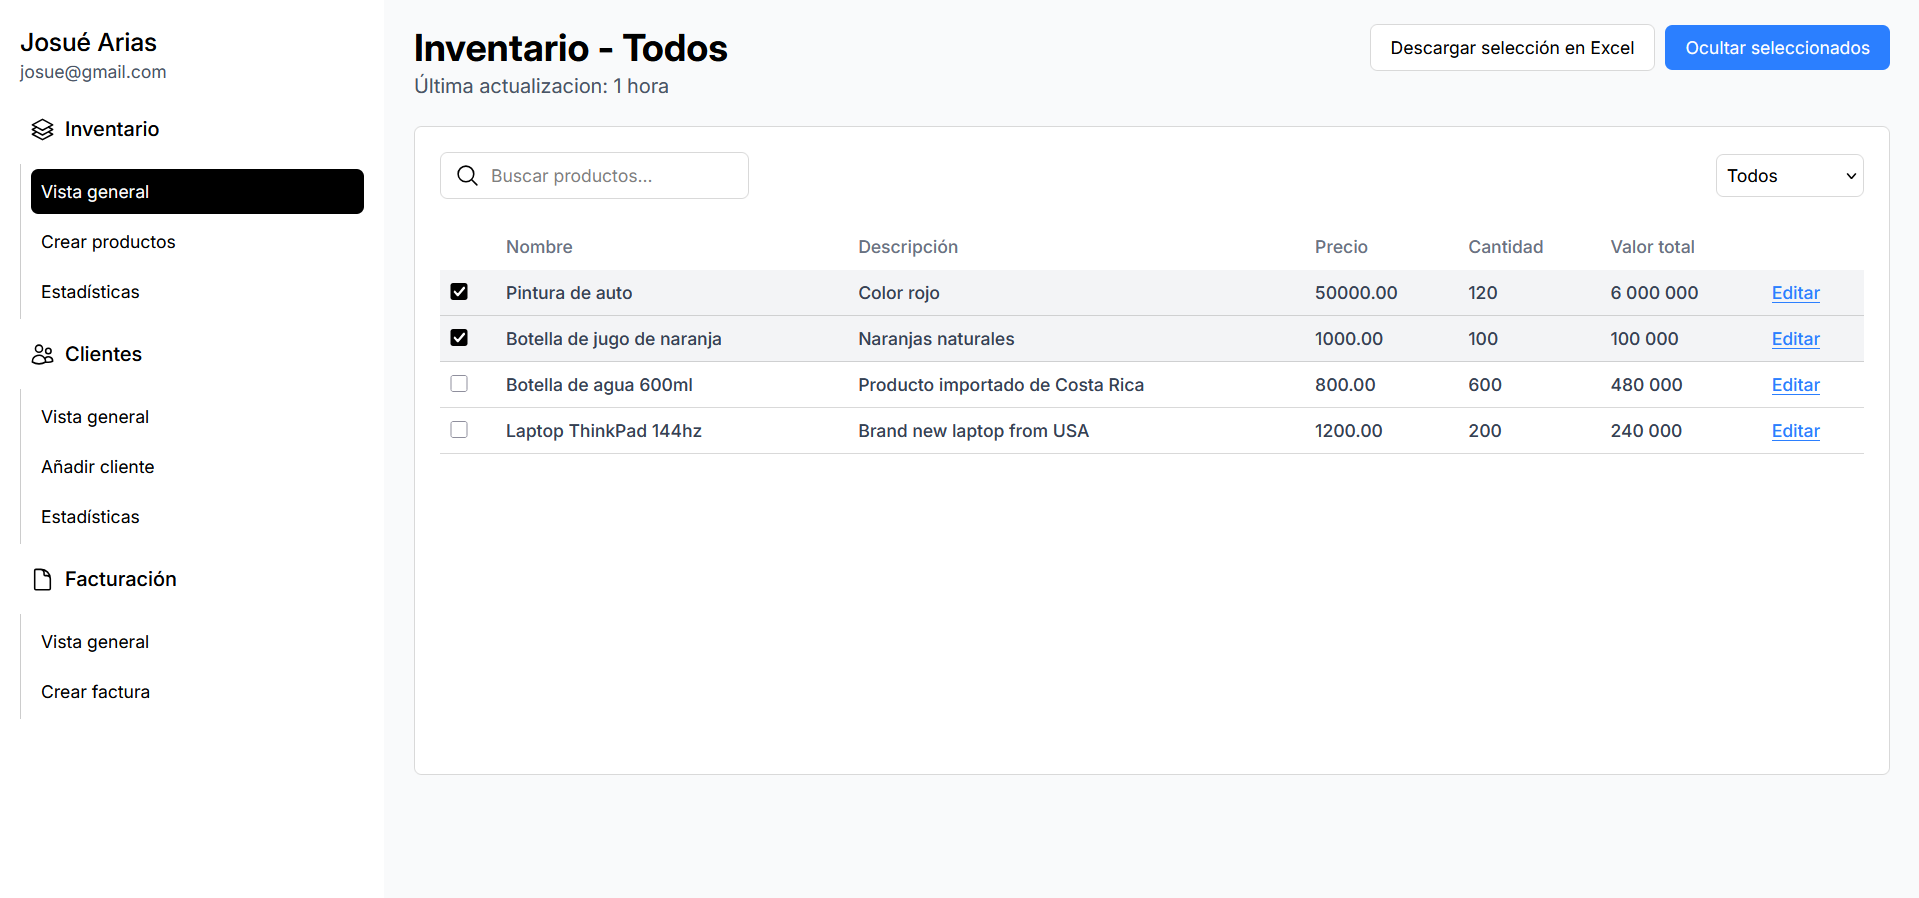 Josué Arias
josue@gmail.com
Inventario
Vista general
Crear productos
Estadísticas
Clientes
Vista general
Añadir cliente
Estadísticas
Facturación
Vista general
Crear factura
Inventario - Todos
Última actualizacion: 1 hora
Descargar selección en Excel
Ocultar seleccionados
Buscar productos...
Todos
Nombre Descripción Precio Cantidad Valor total
Pintura de auto Color rojo 50000.00 120 6 000 000 Editar
Botella de jugo de naranja Naranjas naturales 1000.00 100 100 000 Editar
Botella de agua 600ml Producto importado de Costa Rica 800.00 600 480 000 Editar
Laptop ThinkPad 144hz Brand new laptop from USA 1200.00 200 240 000 Editar